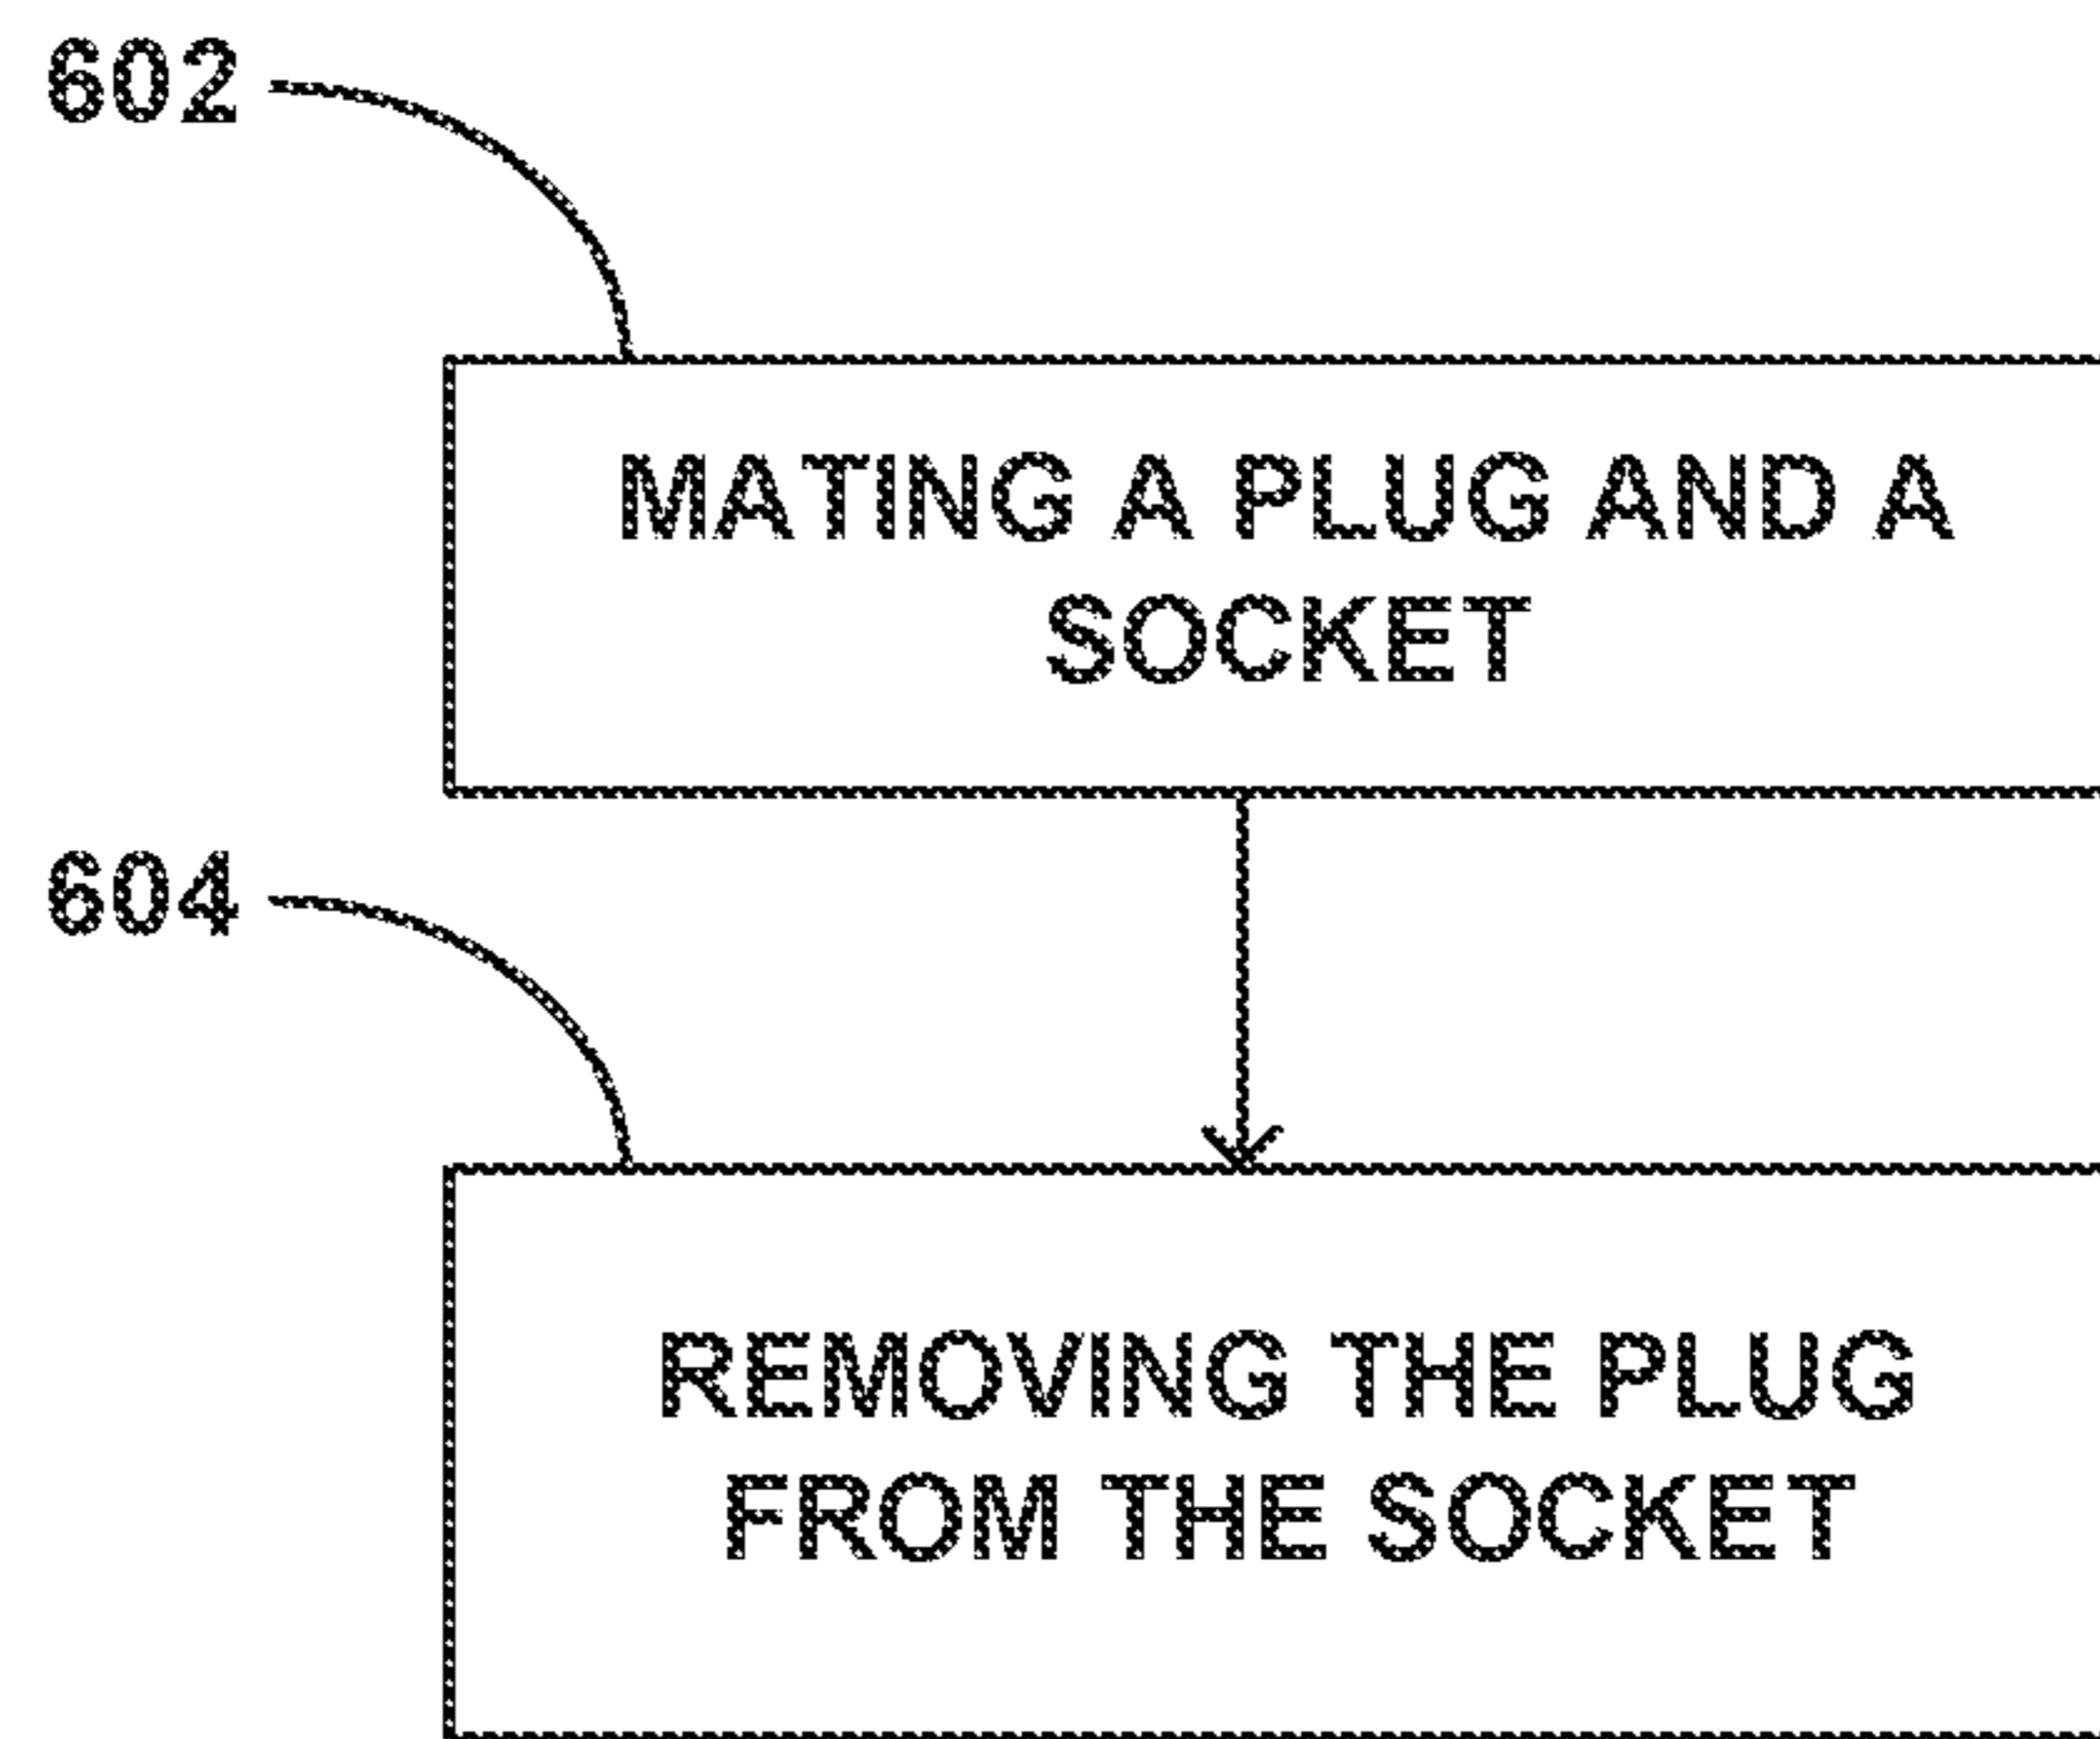 602
MATING A PLUG AND A
SOCKET
604
REMOVING THE PLUG
FROM THE SOCKET